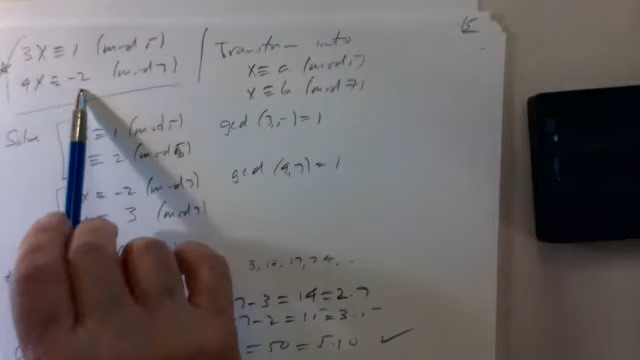 3x ≡ 1 (mod 5)
4x ≡ -2 (mod 7)
Transform into
x ≡ a (mod 5)
x ≡ b (mod 7)
Solve
≡ 1 (mod 5)
≡ 2 (mod 5)
x ≡ -2 (mod 7)
≡ 3 (mod 7)
gcd (3,5) = 1
gcd (4,7) = 1
3, 10, 17, 24, ..
7-3 = 14 = 2.7
7-2 = 15 = 3.5
= 50 = 5.10 ✓